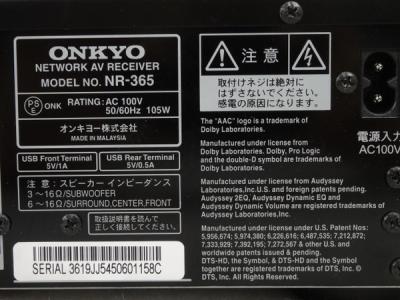 ONKYO
NETWORK AV RECEIVER
MODEL NO. NR-365
PS
E
ONK
RATING: AC 100V
50/60Hz 105W
オンキヨー株式会社
MADE IN MALAYSIA
USB Front Terminal
5V/1A
USB Rear Terminal
5V/0.5A
注意：スピーカー インピーダンス
3 ～16Ω/SUBWOOFER
6 ～16Ω/SURROUND,CENTER,FRONT
取扱説明書を読んで
正しく接続してください。
SERIAL 3619JJ5450601158C
注 意
取付けネジは絶対に
はずさないでください。
感電の原因になります。
The "AAC" logo is a trademark of
Dolby Laboratories.
Manufactured under license from
Dolby Laboratories. Dolby, Pro Logic
and the double-D symbol are trademarks
of Dolby Laboratories.
Manufactured under license from Audyssey
Laboratories,Inc.U.S. and foreign patents
pending. Audyssey 2EQ, Audyssey Dynamic EQ and
Audyssey Dynamic Volume are registered trademarks
of Audyssey Laboratories,Inc.
Manufactured under license under U.S. Patent Nos:
5,956,674; 5,974,380; 6,226,616; 6,487,535; 7,212,872;
7,333,929; 7,392,195; 7,272,567 & other U.S. and
worldwide patents issued & pending.
DTS, DTS-HD and the Symbol are registered
trademarks, & DTS-HD and the DTS-HD and the Symbol
together are registered trademarks of DTS, Inc.
電源入力
AC100V